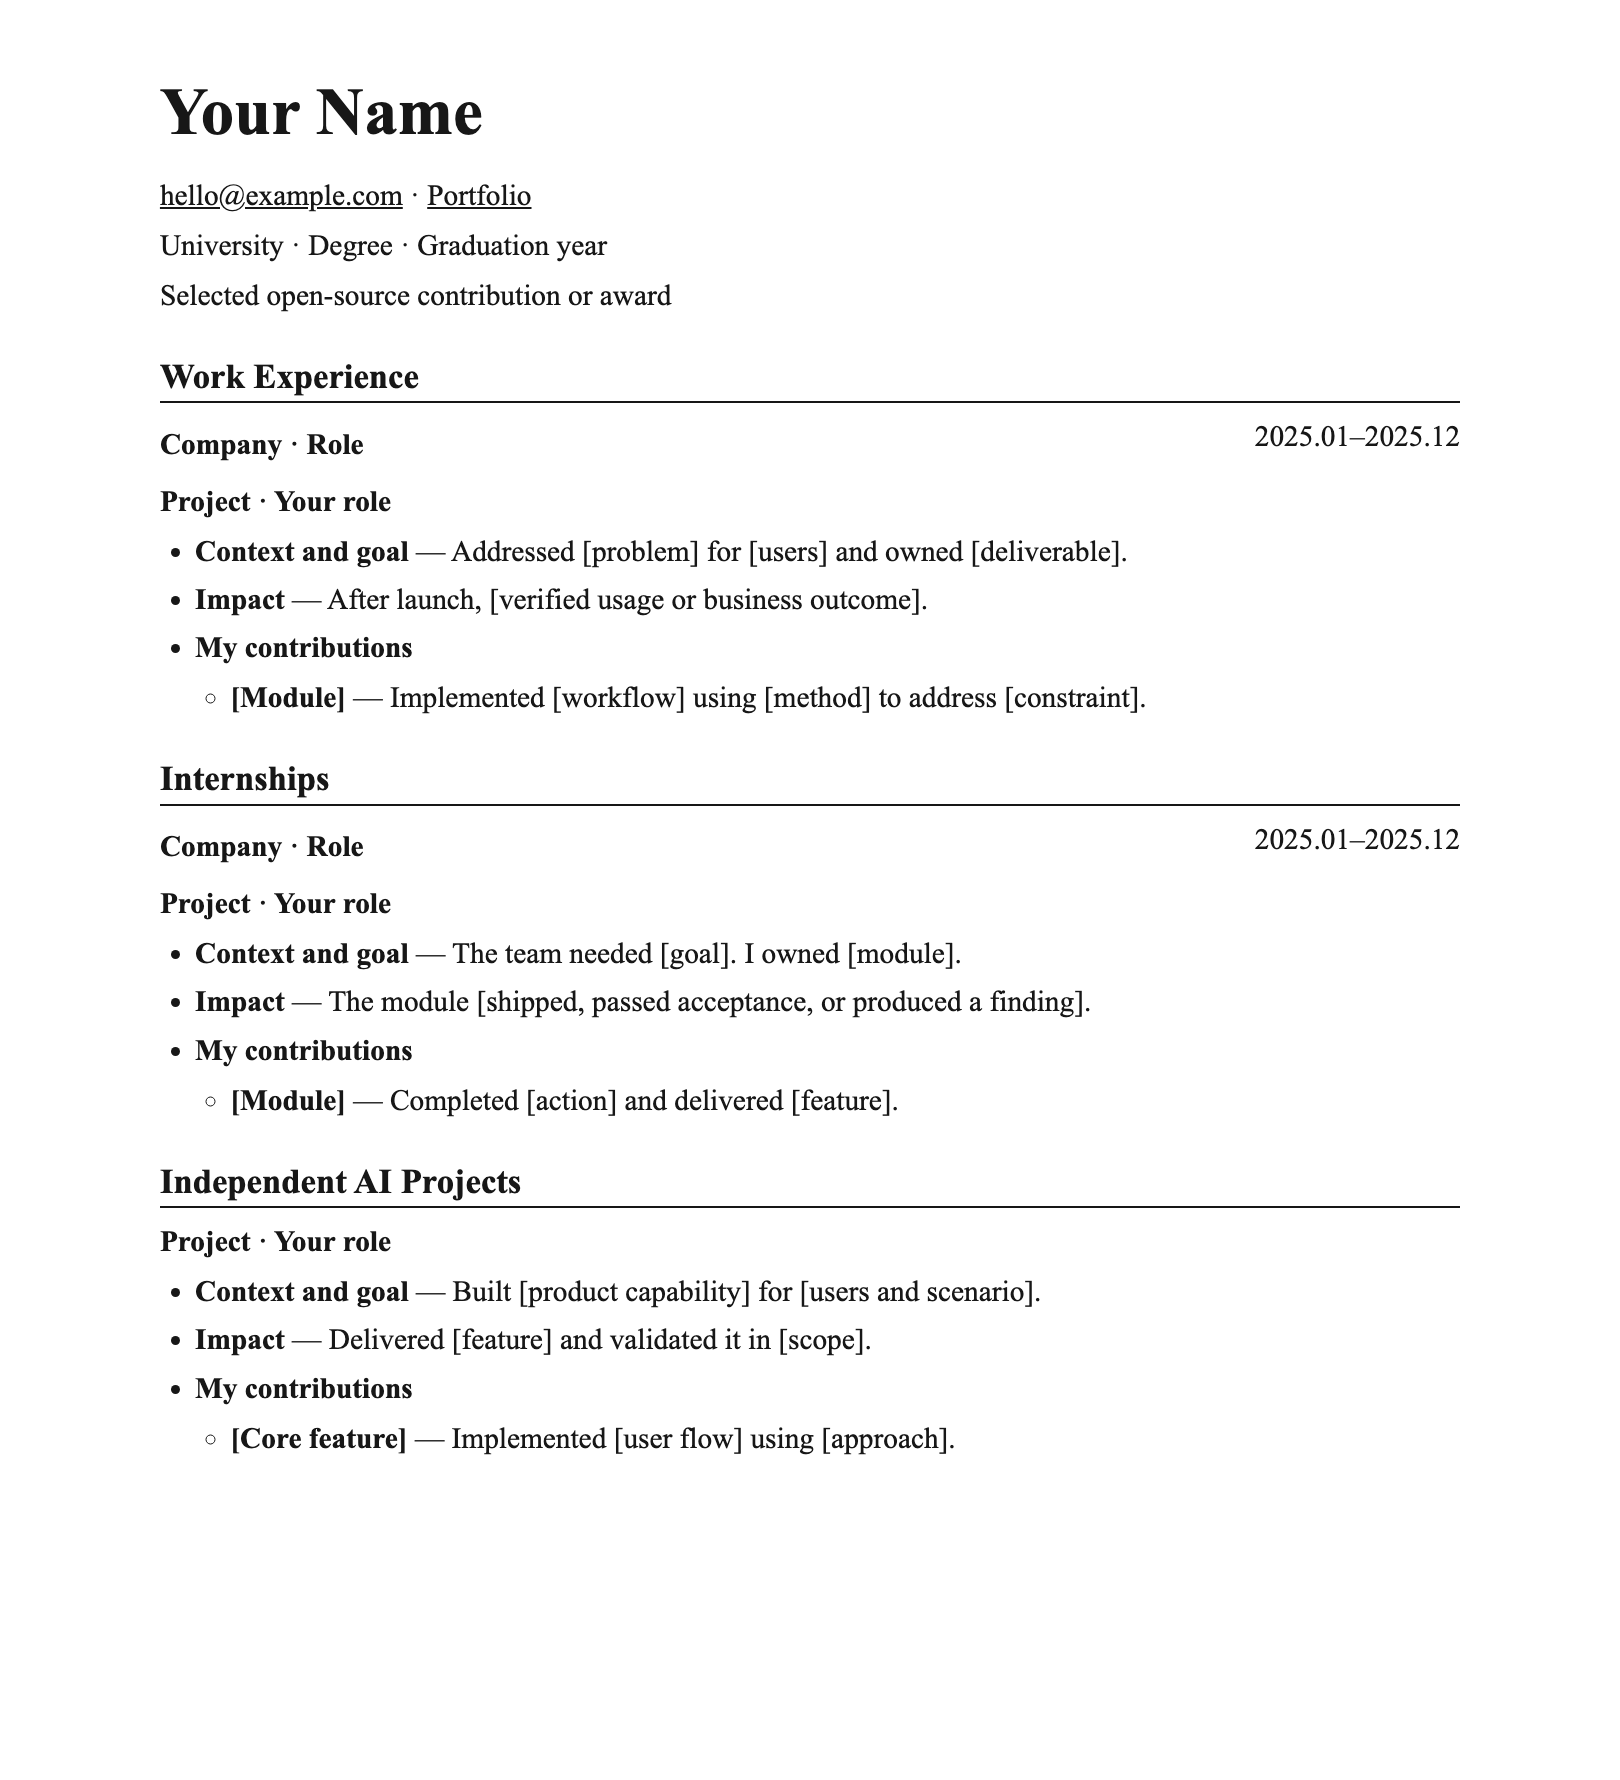 Your Name
hello@example.com · Portfolio
University · Degree · Graduation year
Selected open-source contribution or award
Work Experience
Company · Role 2025.01–2025.12
Project · Your role
• Context and goal — Addressed [problem] for [users] and owned [deliverable].
• Impact — After launch, [verified usage or business outcome].
• My contributions
◦ [Module] — Implemented [workflow] using [method] to address [constraint].
Internships
Company · Role 2025.01–2025.12
Project · Your role
• Context and goal — The team needed [goal]. I owned [module].
• Impact — The module [shipped, passed acceptance, or produced a finding].
• My contributions
◦ [Module] — Completed [action] and delivered [feature].
Independent AI Projects
Project · Your role
• Context and goal — Built [product capability] for [users and scenario].
• Impact — Delivered [feature] and validated it in [scope].
• My contributions
◦ [Core feature] — Implemented [user flow] using [approach].